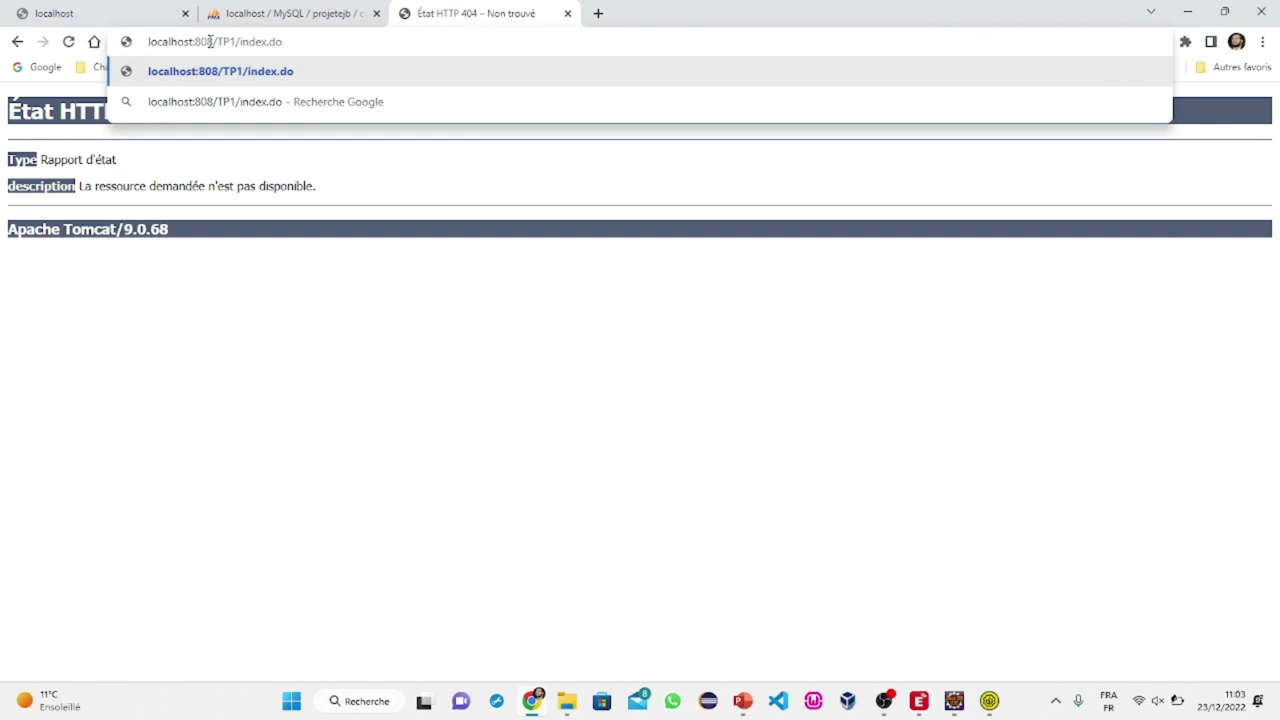 localhost
localhost / MySQL / projetejb / c
État HTTP 404 – Non trouvé
localhost:808/TP1/index.do
Google
Autres favoris
localhost:808/TP1/index.do
localhost:808/TP1/index.do - Recherche Google
État HTT
Type Rapport d'état
description La ressource demandée n'est pas disponible.
Apache Tomcat/9.0.68
11°C
Ensoleillé
Recherche
8
FRA
FR
11:03
23/12/2022